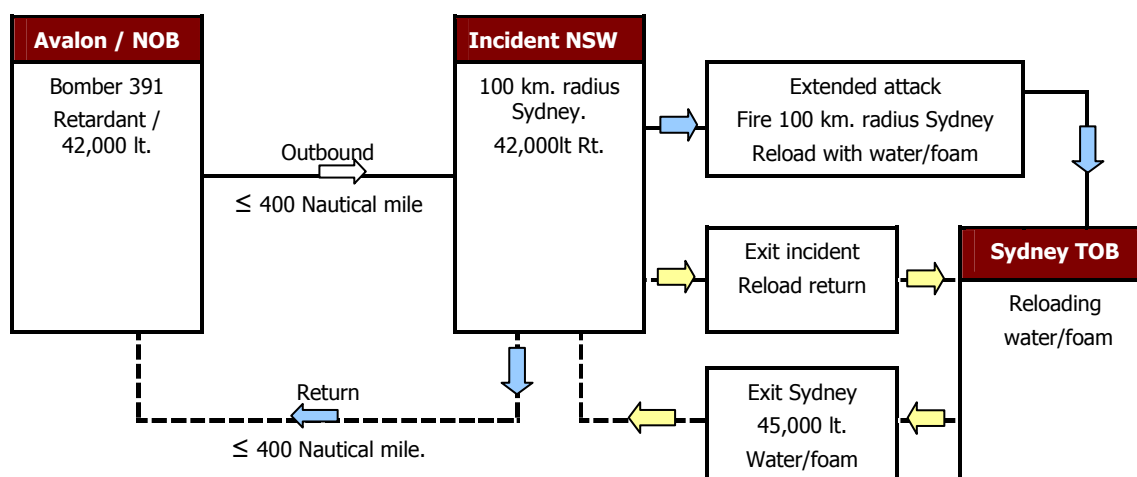 Avalon / NOB
Bomber 391
Retardant /
42,000 lt.
Outbound
≤ 400 Nautical mile
Return
≤ 400 Nautical mile.
Incident NSW
100 km. radius
Sydney.
42,000lt Rt.
Extended attack
Fire 100 km. radius Sydney
Reload with water/foam
Exit incident
Reload return
Exit Sydney
45,000 lt.
Water/foam
Sydney TOB
Reloading
water/foam